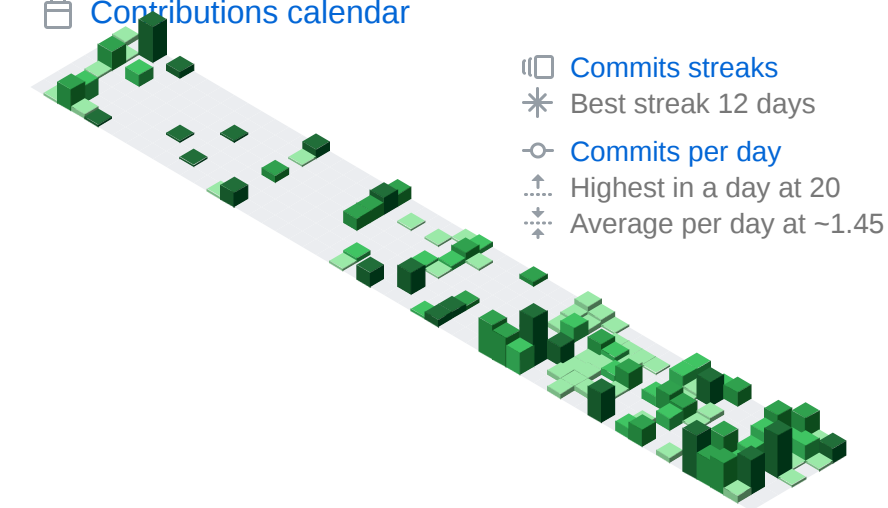 Contributions calendar
Commits streaks
Best streak 12 days
Commits per day
Highest in a day at 20
Average per day at ~1.45